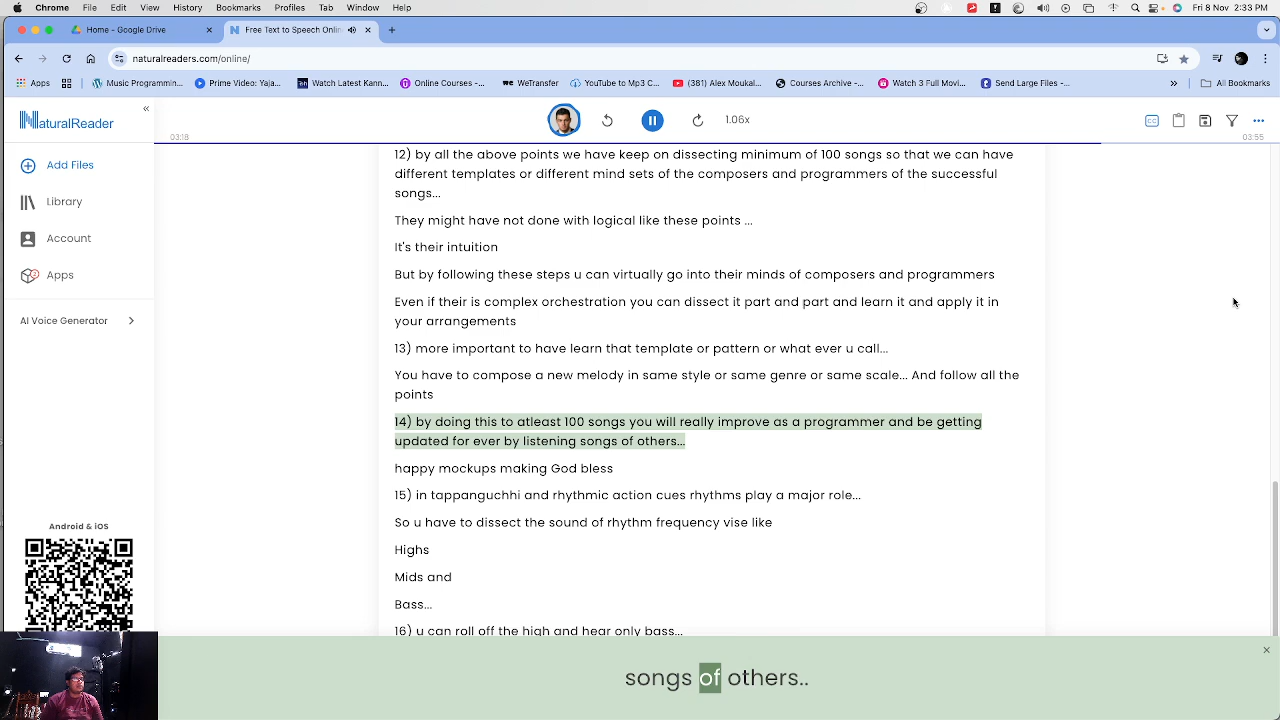 Chrome File Edit View History Bookmarks Profiles Tab Window Help Fri 8 Nov 2:33 PM
Home - Google Drive Free Text to Speech Onlin
naturalreaders.com/online/
Apps Music Programm... Prime Video: Yaja... Watch Latest Kann... Online Courses -... WeTransfer YouTube to Mp3 C... (361) Alex Moukal... Courses Archive -... Watch 3 Full Movi... Send Large Files -... » All Bookmarks
NaturalReader «
1.06x
03:18 03:55
Add Files
Library
Account
Apps
AI Voice Generator
Android & iOS
12) by all the above points we have keep on dissecting minimum of 100 songs so that we can have
different templates or different mind sets of the composers and programmers of the successful
songs...
They might have not done with logical like these points ...
It's their intuition
But by following these steps u can virtually go into their minds of composers and programmers
Even if their is complex orchestration you can dissect it part and part and learn it and apply it in
your arrangements
13) more important to have learn that template or pattern or what ever u call...
You have to compose a new melody in same style or same genre or same scale... And follow all the
points
14) by doing this to atleast 100 songs you will really improve as a programmer and be getting
updated for ever by listening songs of others...
happy mockups making God bless
15) in tappanguchhi and rhythmic action cues rhythms play a major role...
So u have to dissect the sound of rhythm frequency vise like
Highs
Mids and
Bass...
16) u can roll off the high and hear only bass...
songs of others..